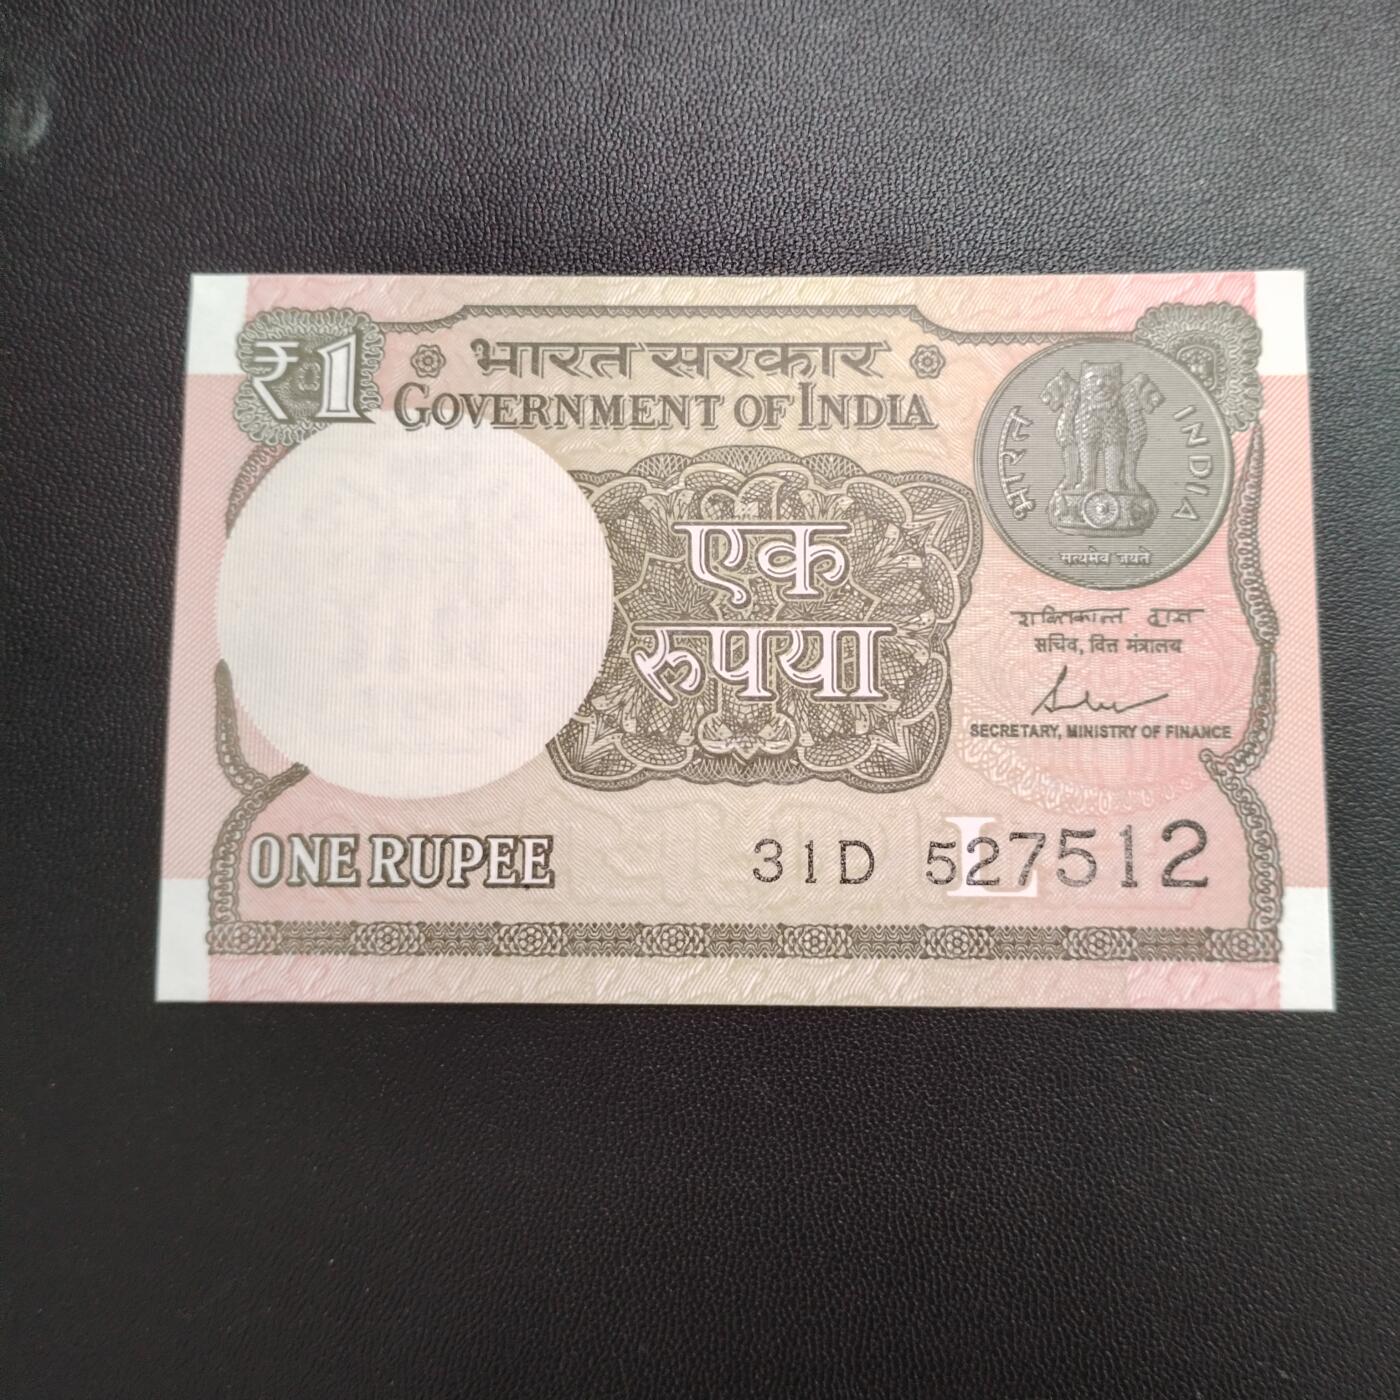 ₹1
भारत सरकार
GOVERNMENT OF INDIA
भारत
INDIA
सत्यमेव जयते
एक
रुपया
शक्तिकान्त दास
सचिव, वित्त मंत्रालय
SECRETARY, MINISTRY OF FINANCE
ONE RUPEE
31D 527512
L